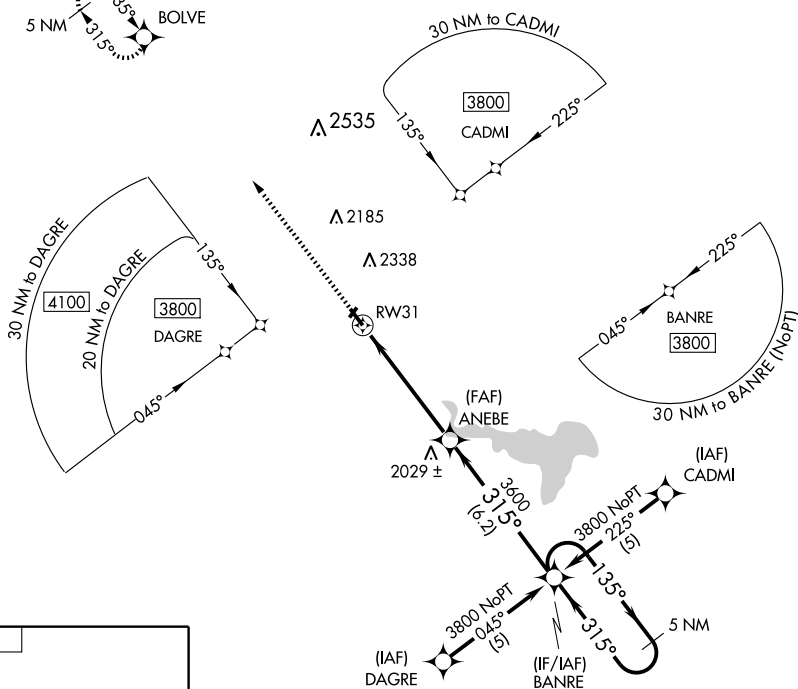 5 NM
315°
BOLVE
30 NM to CADMI
3800
CADMI
135°
225°
2535
2185
2338
RW31
30 NM to DAGRE
4100
20 NM to DAGRE
3800
DAGRE
135°
045°
225°
045°
BANRE
3800
30 NM to BANRE (NoPT)
(FAF)
ANEBE
2029 ±
3600
315°
(6.2)
(IAF)
CADMI
3800 NoPT
225°
(5)
3800 NoPT
045°
(5)
135°
315°
5 NM
(IAF)
DAGRE
(IF/IAF)
BANRE